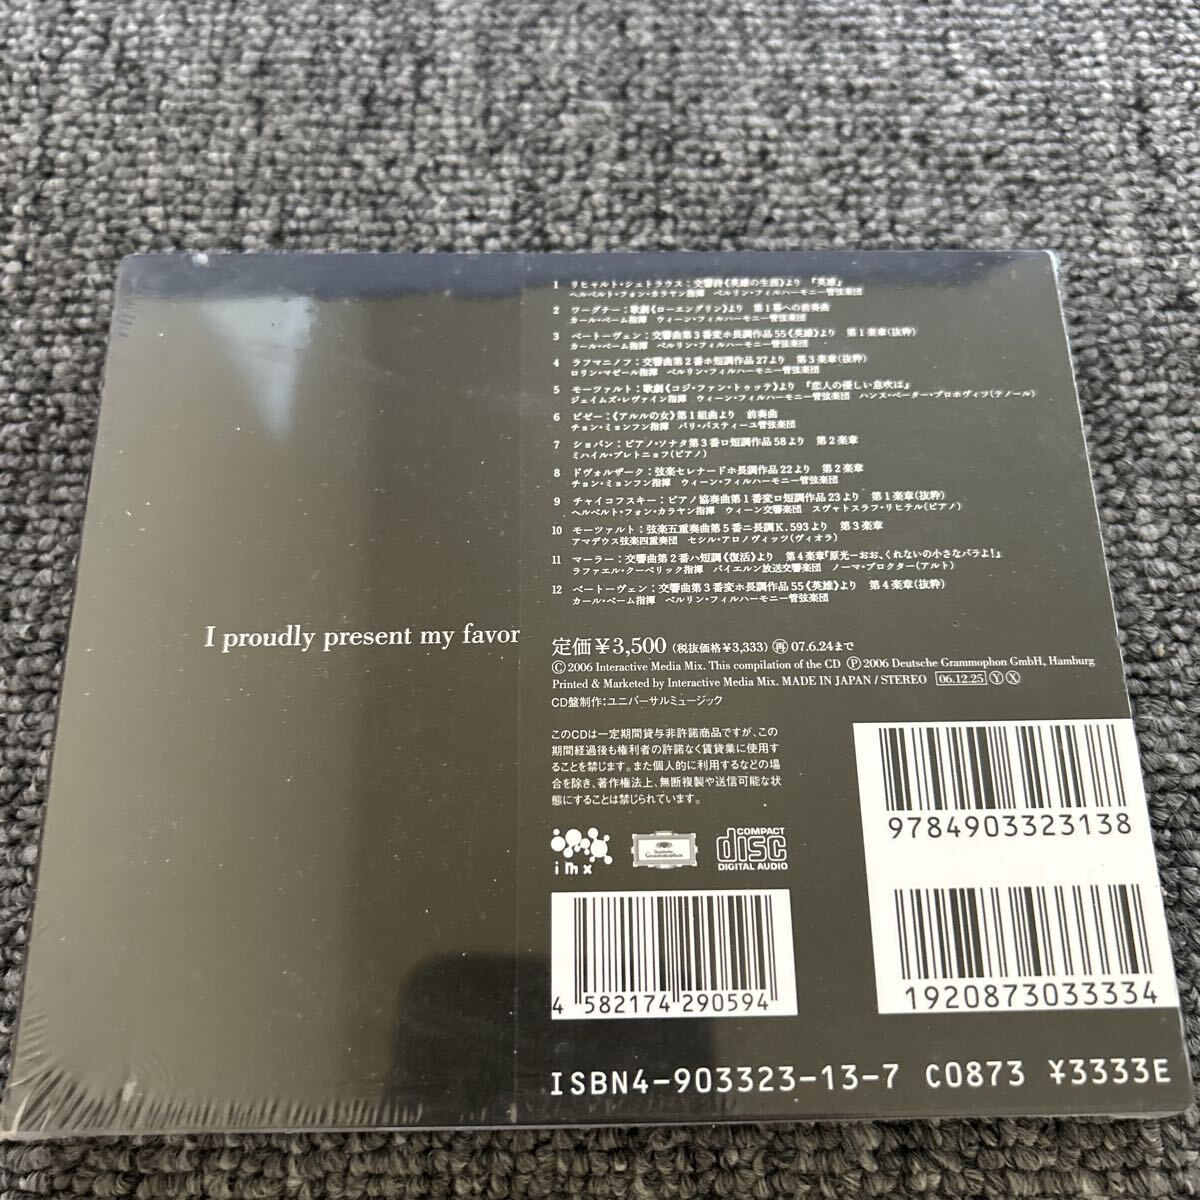 1 リヒャルト・シュトラウス：交響詩《英雄の生涯》より 『英雄』
ヘルベルト・フォン・カラヤン指揮 ベルリン・フィルハーモニー管弦楽団
2 ワーグナー：歌劇《ローエングリン》より 第1幕への前奏曲
カール・ベーム指揮 ウィーン・フィルハーモニー管弦楽団
3 ベートーヴェン：交響曲第3番変ホ長調作品55《英雄》より 第1楽章（抜粋）
カール・ベーム指揮 ベルリン・フィルハーモニー管弦楽団
4 ラフマニノフ：交響曲第2番ホ短調作品27より 第3楽章（抜粋）
ロリン・マゼール指揮 ベルリン・フィルハーモニー管弦楽団
5 モーツァルト：歌劇《コジ・ファン・トゥッテ》より 『恋人の優しい息吹は』
ジェイムズ・レヴァイン指揮 ウィーン・フィルハーモニー管弦楽団 ハンス・ペーター・ブロホヴィツ（テノール）
6 ビゼー：《アルルの女》第1組曲より 前奏曲
チョン・ミョンフン指揮 パリ・バスティーユ管弦楽団
7 ショパン：ピアノ・ソナタ第3番ロ短調作品58より 第2楽章
ミハイル・プレトニョフ（ピアノ）
8 ドヴォルザーク：弦楽セレナードホ長調作品22より 第2楽章
チョン・ミョンフン指揮 ウィーン・フィルハーモニー管弦楽団
9 チャイコフスキー：ピアノ協奏曲第1番変ロ短調作品23より 第1楽章（抜粋）
ヘルベルト・フォン・カラヤン指揮 ウィーン交響楽団 スヴャトスラフ・リヒテル（ピアノ）
10 モーツァルト：弦楽五重奏曲第5番ニ長調K.593より 第3楽章
アマデウス弦楽四重奏団 セシル・アロノヴィッツ（ヴィオラ）
11 マーラー：交響曲第2番ハ短調《復活》より 第4楽章『原光－おお、くれないの小さなバラよ！』
ラファエル・クーベリック指揮 バイエルン放送交響楽団 ノーマ・プロクター（アルト）
12 ベートーヴェン：交響曲第3番変ホ長調作品55《英雄》より 第4楽章（抜粋）
カール・ベーム指揮 ベルリン・フィルハーモニー管弦楽団
I proudly present my favor
定価￥3,500（税抜価格￥3,333）再 07.6.24まで
Ⓒ2006 Interactive Media Mix. This compilation of the CD Ⓟ2006 Deutsche Grammophon GmbH, Hamburg
Printed & Marketed by Interactive Media Mix. MADE IN JAPAN / STEREO 06.12.25 Ⓨ Ⓧ
CD盤制作：ユニバーサルミュージック
このCDは一定期間貸与非許諾商品ですが、この
期間経過後も権利者の許諾なく賃貸業に使用す
ることを禁じます。また個人的に利用するなどの場
合を除き、著作権法上、無断複製や送信可能な状
態にすることは禁じられています。
imx
Deutsche
Grammophon
COMPACT
disc
DIGITAL AUDIO
9784903323138
4 582174 290594
1920873033334
ISBN4-903323-13-7 C0873 ¥3333E